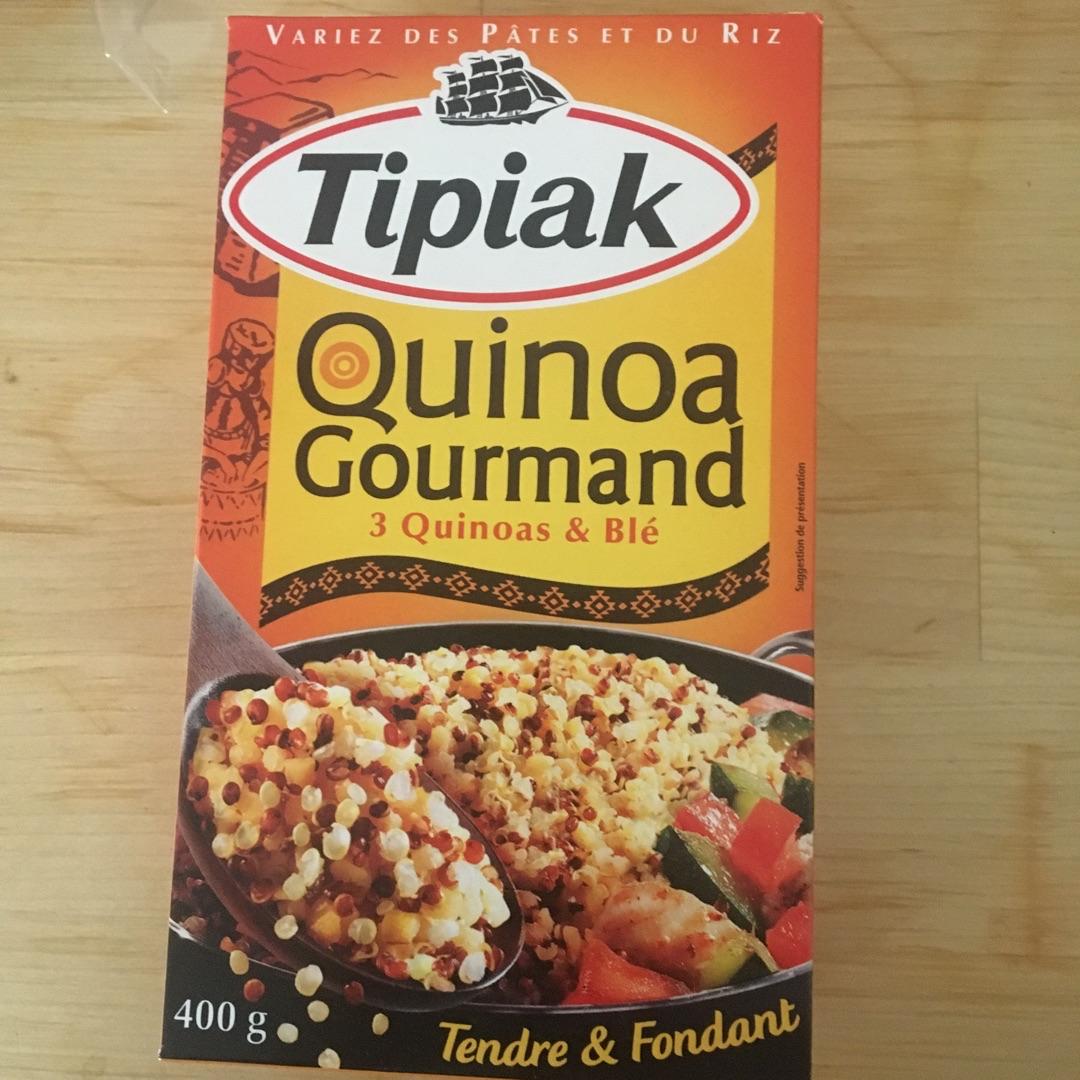 VARIEZ DES PÂTES ET DU RIZ
Tipiak
Quinoa
Gourmand
3 Quinoas & Blé
Suggestion de présentation
400 g
Tendre & Fondant